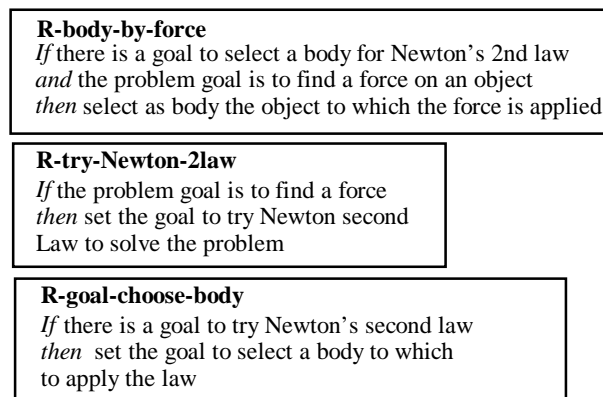 R-body-by-force
If there is a goal to select a body for Newton's 2nd law
and the problem goal is to find a force on an object
then select as body the object to which the force is applied
R-try-Newton-2law
If the problem goal is to find a force
then set the goal to try Newton second
Law to solve the problem
R-goal-choose-body
If there is a goal to try Newton's second law
then set the goal to select a body to which
to apply the law